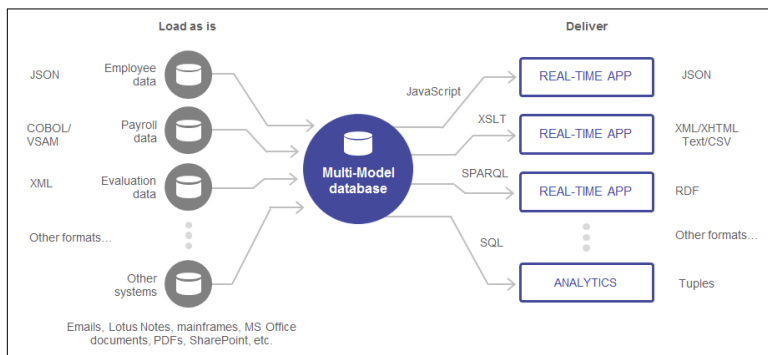 Load as is
Deliver
JSON
Employee
data
JavaScript
REAL-TIME APP
JSON
COBOL/
VSAM
Payroll
data
XSLT
REAL-TIME APP
XML/XHTML
Text/CSV
Multi-Model
database
XML
Evaluation
data
SPARQL
REAL-TIME APP
RDF
Other formats...
SQL
Other formats...
Other
systems
ANALYTICS
Tuples
Emails, Lotus Notes, mainframes, MS Office
documents, PDFs, SharePoint, etc.